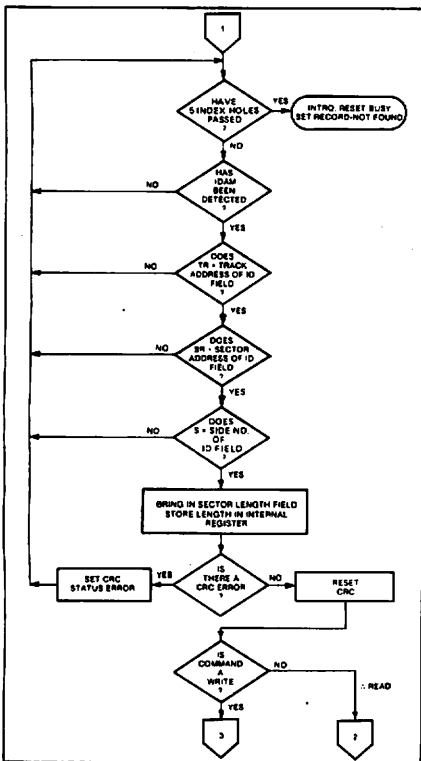 1
HAVE
5 INDEX HOLES
PASSED
?
YES
INTRQ. RESET BUSY
SET RECORD-NOT FOUND
NO
HAS
IDAM
BEEN
DETECTED
?
NO
YES
DOES
TR = TRACK
ADDRESS OF ID
FIELD
?
NO
YES
DOES
SR = SECTOR
ADDRESS OF ID
FIELD
?
NO
YES
DOES
S = SIDE NO.
OF
ID FIELD
?
NO
YES
BRING IN SECTOR LENGTH FIELD
STORE LENGTH IN INTERNAL
REGISTER
SET CRC
STATUS ERROR
YES
IS
THERE A
CRC ERROR
?
NO
RESET
CRC
IS
COMMAND
A
WRITE
?
NO
∴ READ
YES
3
2